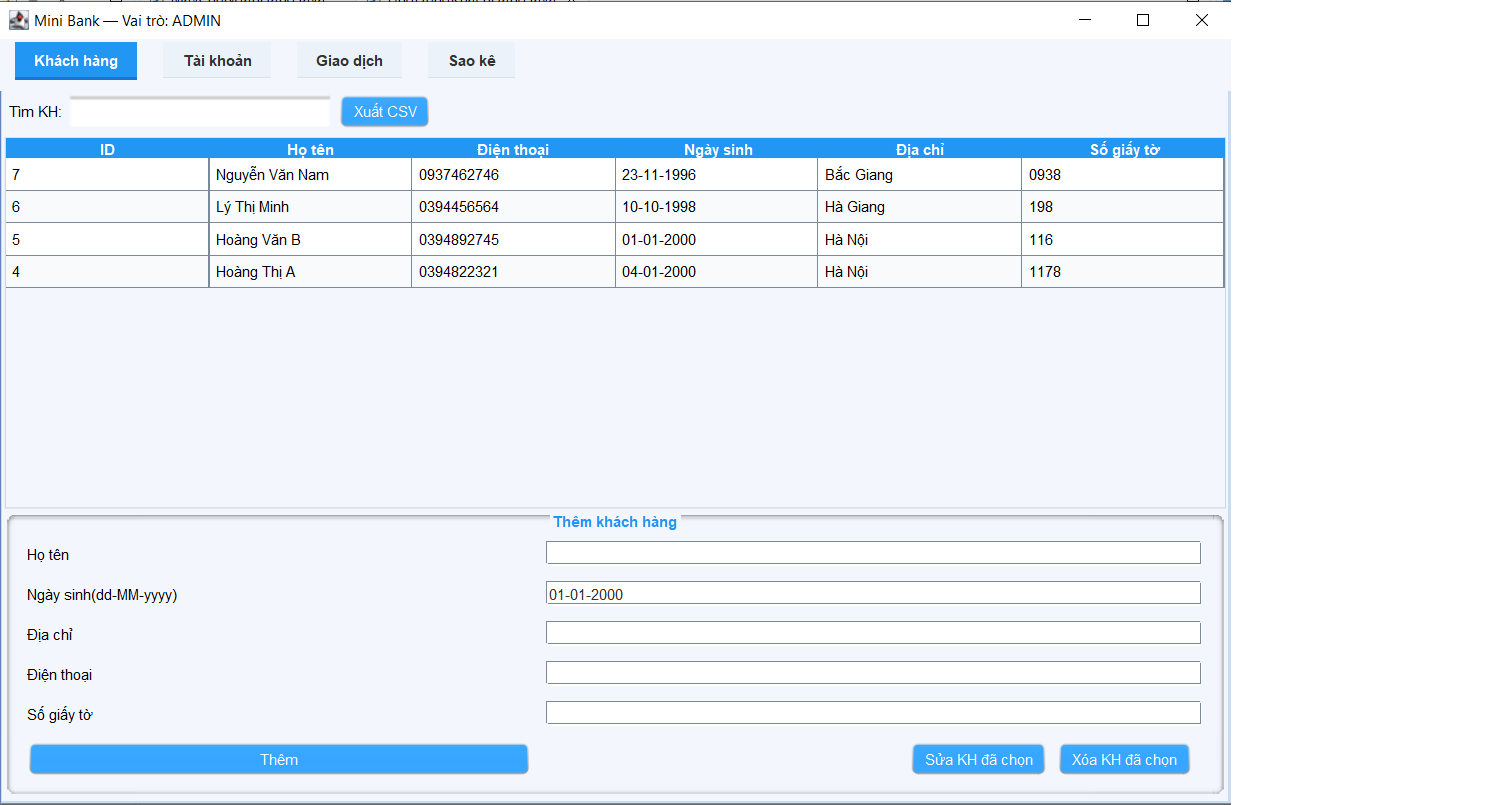 Mini Bank — Vai trò: ADMIN
Khách hàng Tài khoản Giao dịch Sao kê
Tìm KH: Xuất CSV
ID Họ tên Điện thoại Ngày sinh Địa chỉ Số giấy tờ
7 Nguyễn Văn Nam 0937462746 23-11-1996 Bắc Giang 0938
6 Lý Thị Minh 0394456564 10-10-1998 Hà Giang 198
5 Hoàng Văn B 0394892745 01-01-2000 Hà Nội 116
4 Hoàng Thị A 0394822321 04-01-2000 Hà Nội 1178
Thêm khách hàng
Họ tên
Ngày sinh(dd-MM-yyyy) 01-01-2000
Địa chỉ
Điện thoại
Số giấy tờ
Thêm Sửa KH đã chọn Xóa KH đã chọn